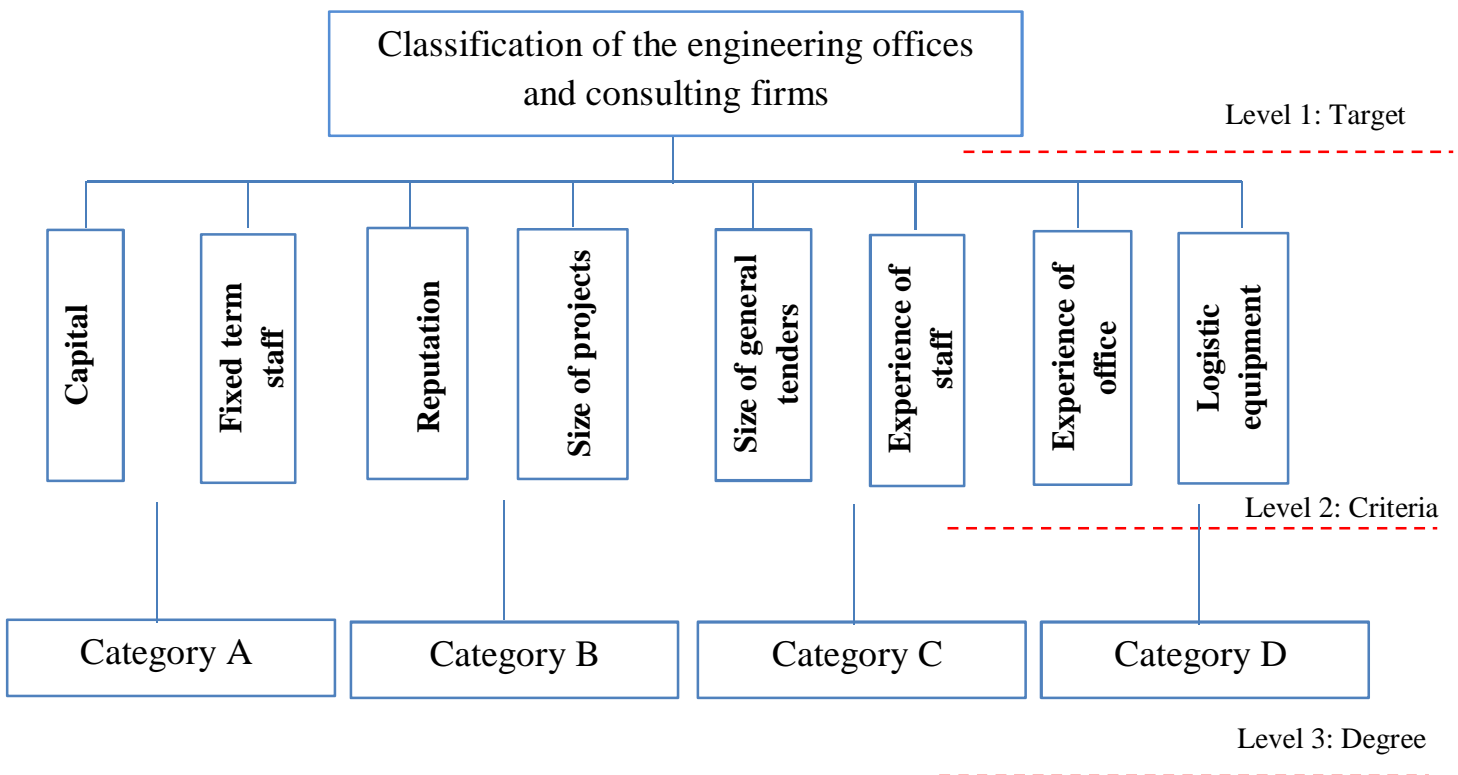 Classification of the engineering offices
and consulting firms
Level 1: Target
Capital
Fixed term
staff
Reputation
Size of projects
Size of general
tenders
Experience of
staff
Experience of
office
Logistic
equipment
Level 2: Criteria
Category A
Category B
Category C
Category D
Level 3: Degree